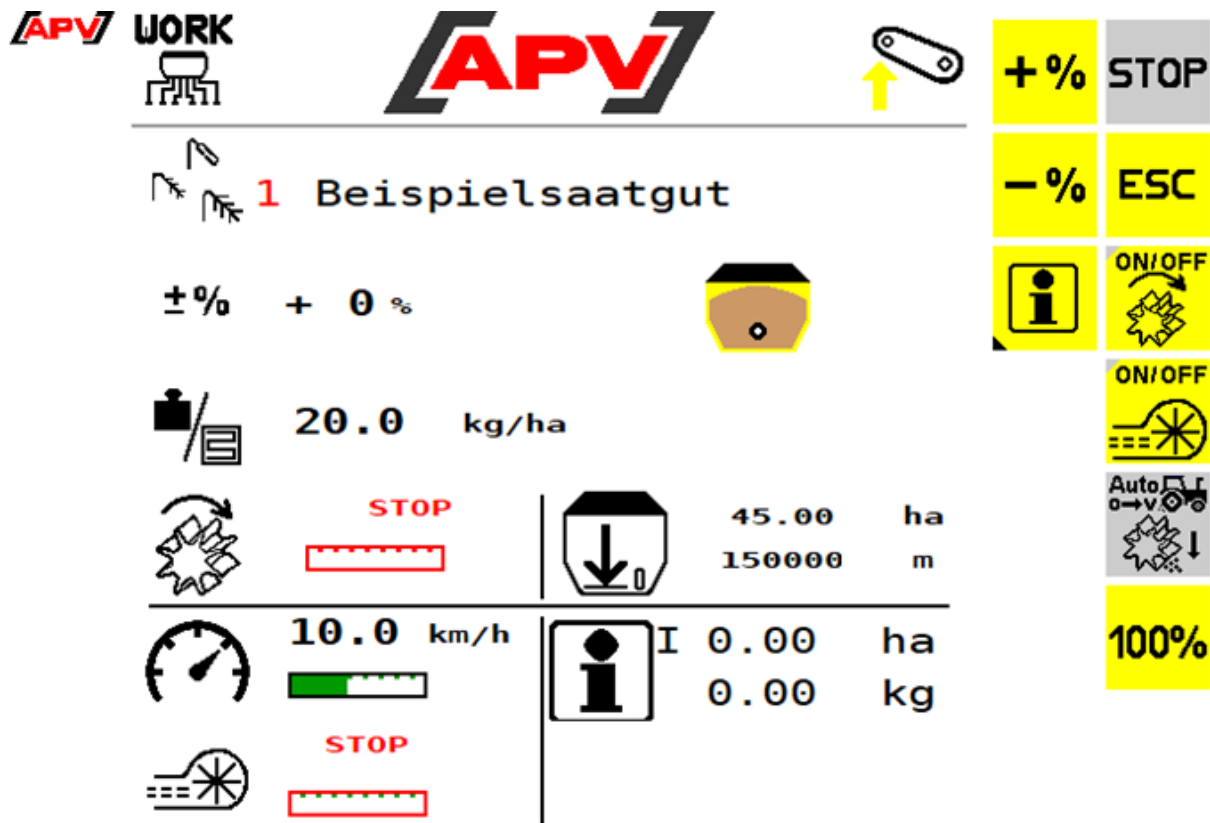 APV WORK
APV
+% STOP
1 Beispielsaatgut
-% ESC
±% + 0 %
ON/OFF
ON/OFF
20.0 kg/ha
STOP
45.00 ha
150000 m
Auto
0→V
10.0 km/h
I 0.00 ha
0.00 kg
100%
STOP